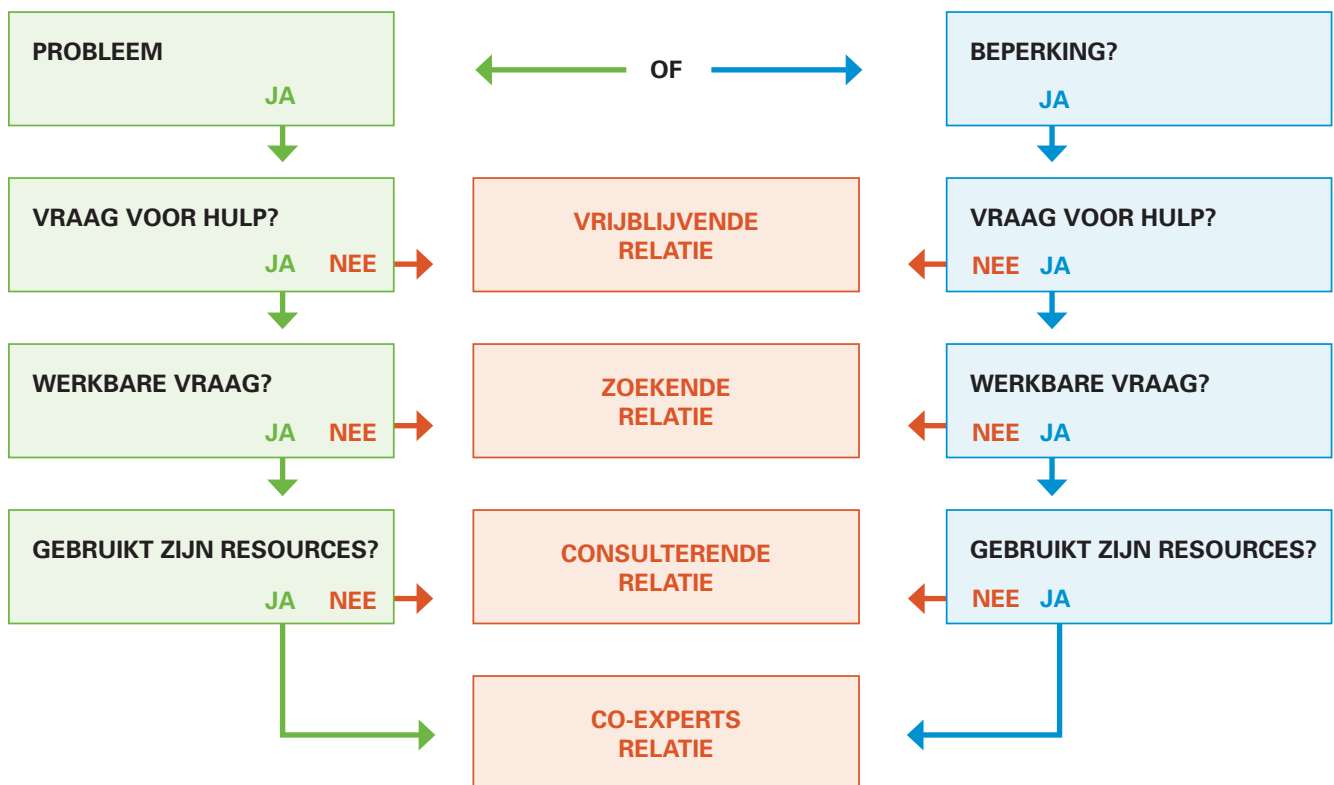 PROBLEEM
JA
OF
BEPERKING?
JA
VRAAG VOOR HULP?
JA NEE
VRIJBLIJVENDE
RELATIE
VRAAG VOOR HULP?
NEE JA
WERKBARE VRAAG?
JA NEE
ZOEKENDE
RELATIE
WERKBARE VRAAG?
NEE JA
GEBRUIKT ZIJN RESOURCES?
JA NEE
CONSULTERENDE
RELATIE
GEBRUIKT ZIJN RESOURCES?
NEE JA
CO-EXPERTS
RELATIE